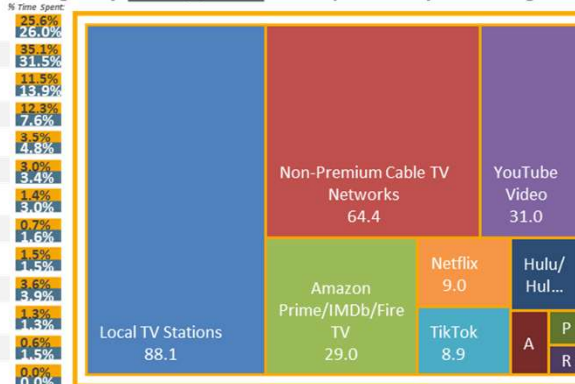 % Time Spent:
25.6%
26.0%
35.1%
31.5%
11.5%
13.9%
12.3%
7.6%
3.5%
4.8%
3.0%
3.4%
1.4%
3.0%
0.7%
1.6%
1.5%
1.5%
3.6%
3.9%
1.3%
1.3%
0.6%
1.5%
0.0%
0.0%
Local TV Stations
88.1
Non-Premium Cable TV
Networks
64.4
YouTube
Video
31.0
Amazon
Prime/IMDb/Fire
TV
29.0
Netflix
9.0
TikTok
8.9
Hulu/
Hul...
A
P
R